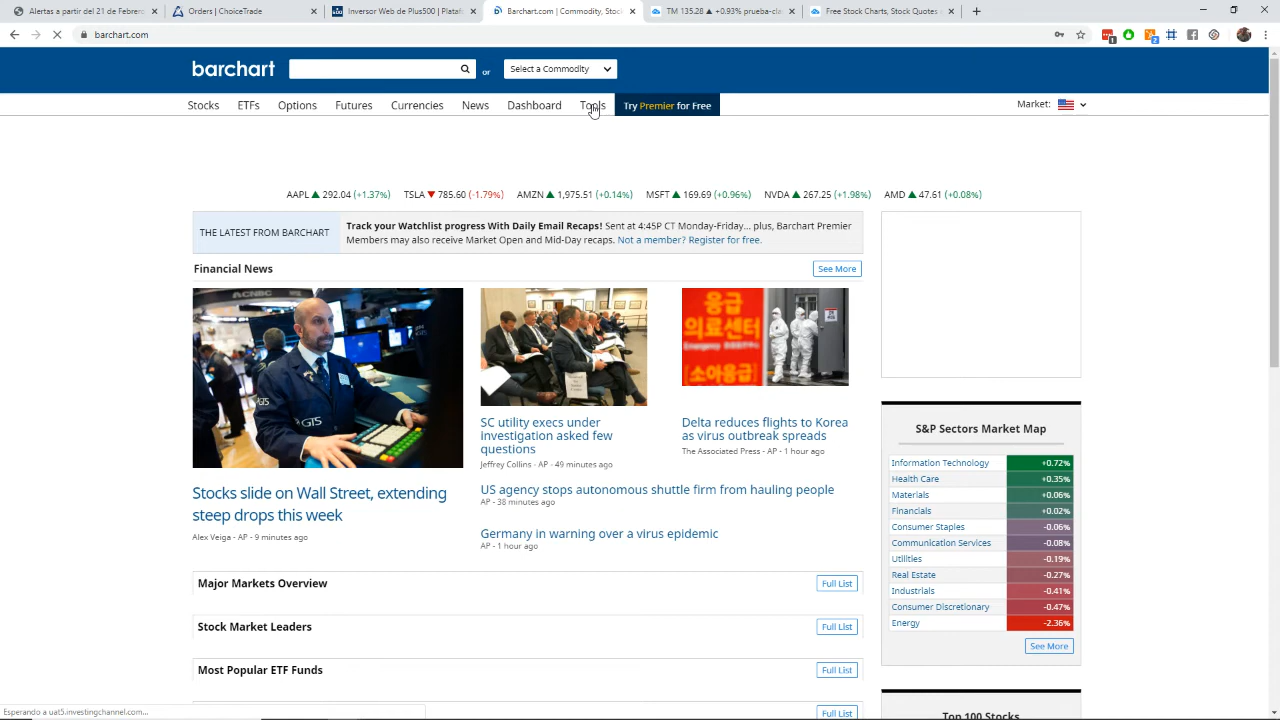 Alertas a partir del 21 de Febrero
Orders | ChoiceTrade
Inversor Web de Plus500 | Plataf
Barchart.com | Commodity, Stock
TM 135.28 ▲ +0.93% prueba-cla
Free Stock Charts, Stock Quotes
barchart.com
barchart
or
Select a Commodity
Stocks
ETFs
Options
Futures
Currencies
News
Dashboard
Tools
Try Premier for Free
Market:
AAPL ▲ 292.04 (+1.37%)
TSLA ▼ 785.60 (-1.79%)
AMZN ▲ 1,975.51 (+0.14%)
MSFT ▲ 169.69 (+0.96%)
NVDA ▲ 267.25 (+1.98%)
AMD ▲ 47.61 (+0.08%)
THE LATEST FROM BARCHART
Track your Watchlist progress With Daily Email Recaps! Sent at 4:45P CT Monday-Friday... plus, Barchart Premier
Members may also receive Market Open and Mid-Day recaps. Not a member? Register for free.
Financial News
See More
GTS
Stocks slide on Wall Street, extending
steep drops this week
Alex Veiga - AP - 9 minutes ago
SC utility execs under
investigation asked few
questions
Jeffrey Collins - AP - 49 minutes ago
응급
의료센터
Delta reduces flights to Korea
as virus outbreak spreads
The Associated Press - AP - 1 hour ago
US agency stops autonomous shuttle firm from hauling people
AP - 38 minutes ago
Germany in warning over a virus epidemic
AP - 1 hour ago
Major Markets Overview
Full List
Stock Market Leaders
Full List
Most Popular ETF Funds
Full List
Full List
S&P Sectors Market Map
Information Technology +0.72%
Health Care +0.35%
Materials +0.06%
Financials +0.02%
Consumer Staples -0.06%
Communication Services -0.08%
Utilities -0.19%
Real Estate -0.27%
Industrials -0.41%
Consumer Discretionary -0.47%
Energy -2.36%
See More
Top 100 Stocks
Esperando a uat5.investingchannel.com...